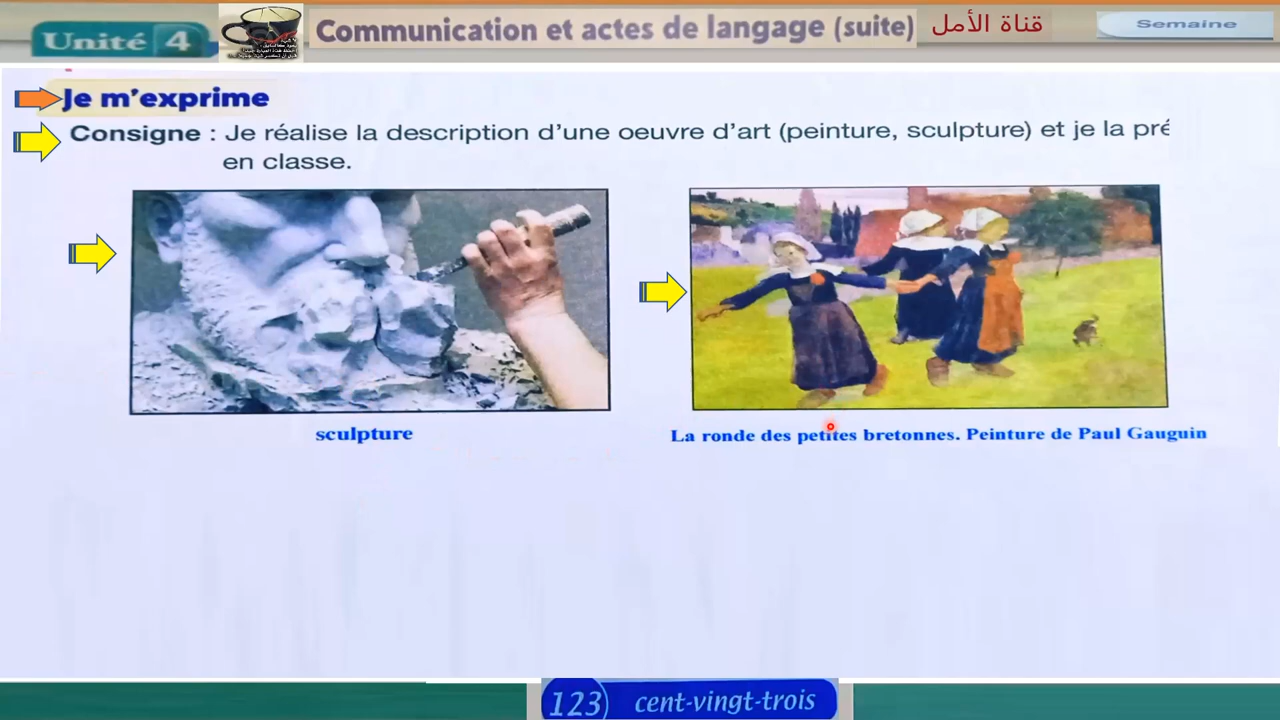 Unité 4
Communication et actes de langage (suite)
قناة الأمل
Semaine
Je m'exprime
Consigne : Je réalise la description d'une oeuvre d'art (peinture, sculpture) et je la pré
en classe.
sculpture
La ronde des petites bretonnes. Peinture de Paul Gauguin
123 cent-vingt-trois